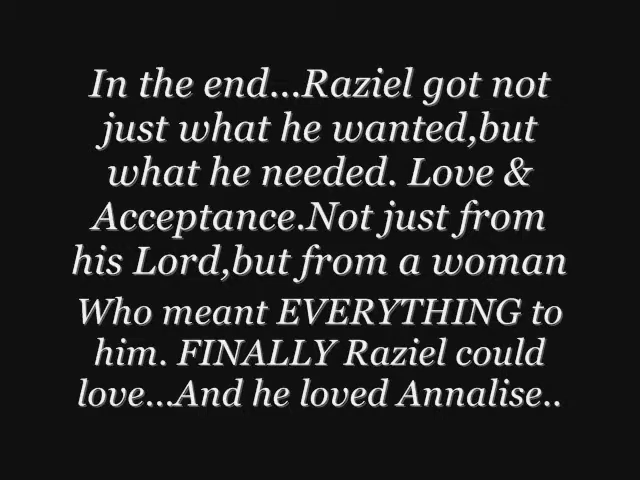 In the end...Raziel got not
just what he wanted,but
what he needed. Love &
Acceptance.Not just from
his Lord,but from a woman
Who meant EVERYTHING to
him. FINALLY Raziel could
love...And he loved Annalise..